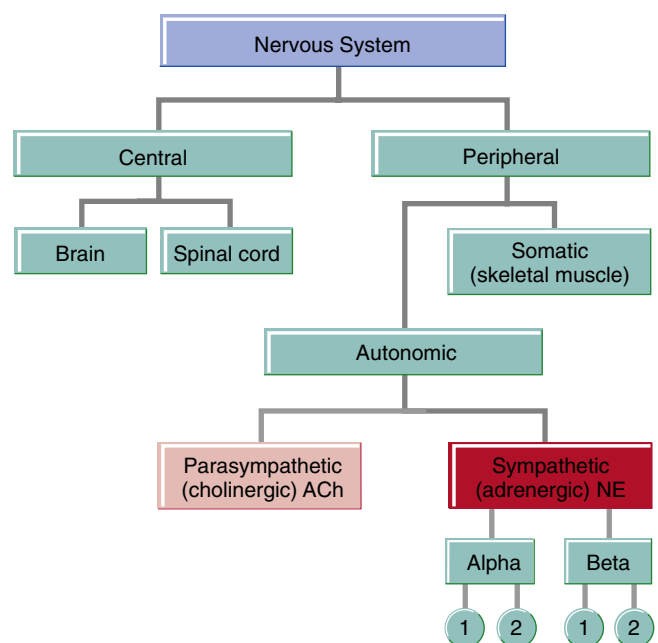 Nervous System
Central
Peripheral
Brain
Spinal cord
Somatic
(skeletal muscle)
Autonomic
Parasympathetic
(cholinergic) ACh
Sympathetic
(adrenergic) NE
Alpha
Beta
1
2
1
2